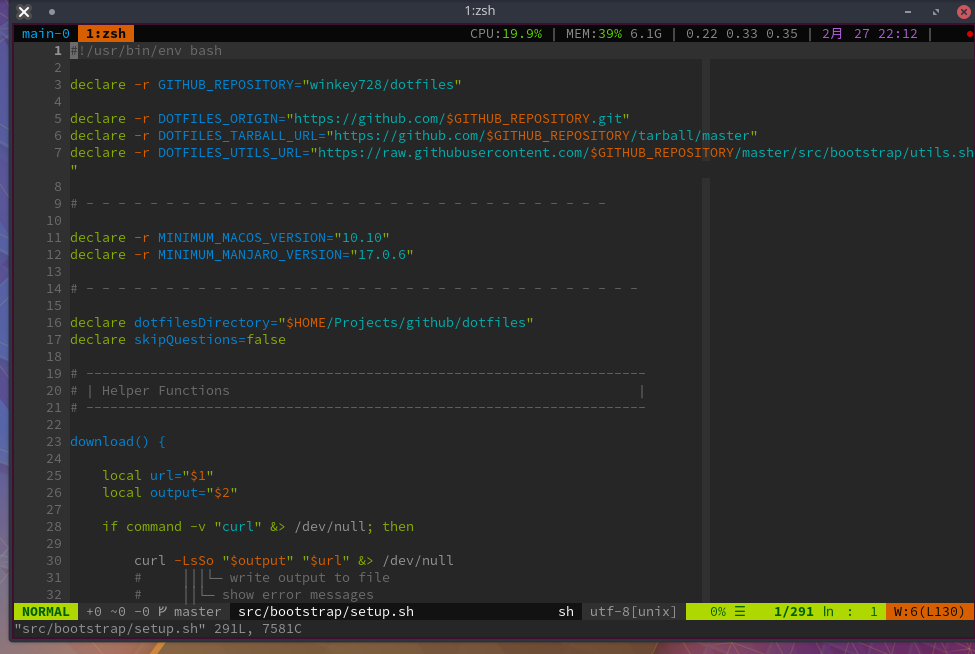 1:zsh
main-0 1:zsh CPU:19.9% | MEM:39% 6.1G | 0.22 0.33 0.35 | 2月 27 22:12 |
1 #!/usr/bin/env bash
2
3 declare -r GITHUB_REPOSITORY="winkey728/dotfiles"
4
5 declare -r DOTFILES_ORIGIN="https://github.com/$GITHUB_REPOSITORY.git"
6 declare -r DOTFILES_TARBALL_URL="https://github.com/$GITHUB_REPOSITORY/tarball/master"
7 declare -r DOTFILES_UTILS_URL="https://raw.githubusercontent.com/$GITHUB_REPOSITORY/master/src/bootstrap/utils.sh
"
8
9 # - - - - - - - - - - - - - - - - - - - - - - - - - - - - - - - - -
10
11 declare -r MINIMUM_MACOS_VERSION="10.10"
12 declare -r MINIMUM_MANJARO_VERSION="17.0.6"
13
14 # - - - - - - - - - - - - - - - - - - - - - - - - - - - - - - - - - - -
15
16 declare dotfilesDirectory="$HOME/Projects/github/dotfiles"
17 declare skipQuestions=false
18
19 # ----------------------------------------------------------------------
20 # | Helper Functions |
21 # ----------------------------------------------------------------------
22
23 download() {
24
25 local url="$1"
26 local output="$2"
27
28 if command -v "curl" &> /dev/null; then
29
30 curl -LsSo "$output" "$url" &> /dev/null
31 # │││└─ write output to file
32 # ││└─ show error messages
NORMAL +0 ~0 -0 master src/bootstrap/setup.sh sh utf-8[unix] 0% ☰ 1/291 ln : 1 W:6(L130)
"src/bootstrap/setup.sh" 291L, 7581C